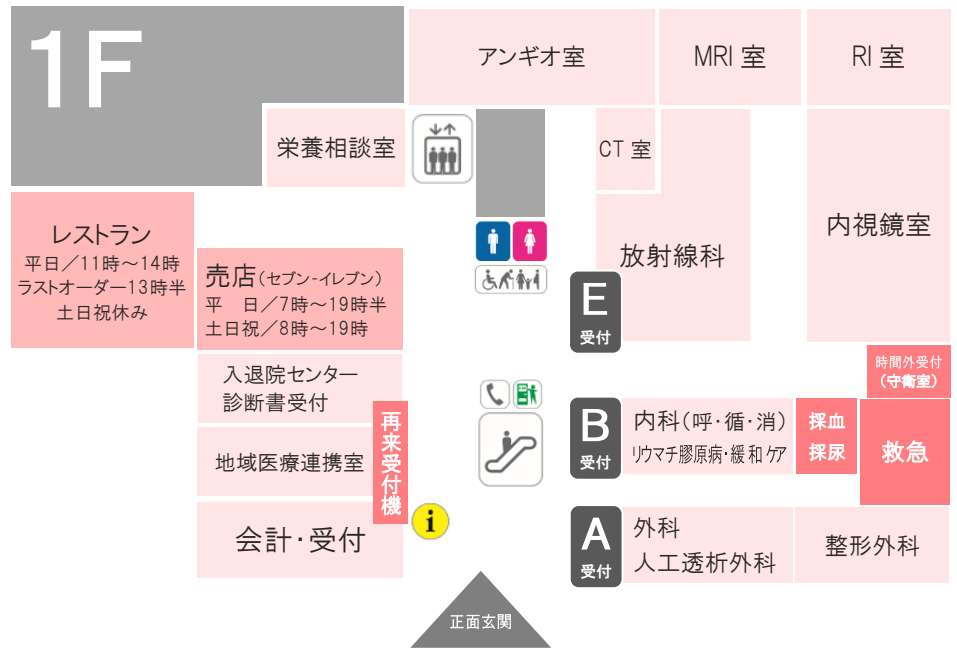 1F
アンギオ室
MRI 室
RI 室
栄養相談室
CT 室
内視鏡室
放射線科
E
受付
レストラン
平日／11時～14時
ラストオーダー13時半
土日祝休み
売店（セブン-イレブン）
平　日／7時～19時半
土日祝／8時～19時
入退院センター
診断書受付
地域医療連携室
再来受付機
会計・受付
i
時間外受付
（守衛室）
B
受付
内科（呼・循・消）
リウマチ膠原病・緩和ケア
採血
採尿
救急
A
受付
外科
人工透析外科
整形外科
正面玄関